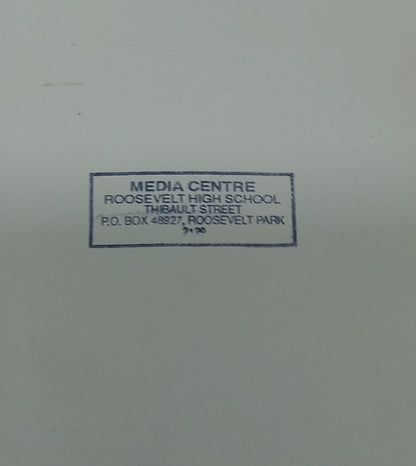 MEDIA CENTRE
ROOSEVELT HIGH SCHOOL
THIBAULT STREET
P.O. BOX 48927, ROOSEVELT PARK